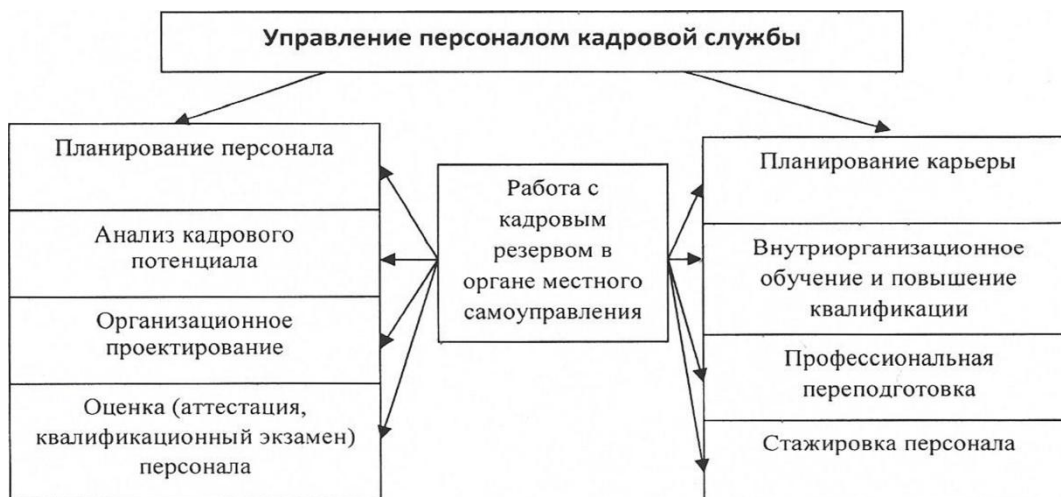 Управление персоналом кадровой службы
Планирование персонала
Анализ кадрового
потенциала
Организационное
проектирование
Оценка (аттестация,
квалификационный экзамен)
персонала
Работа с
кадровым
резервом в
органе местного
самоуправления
Планирование карьеры
Внутриорганизационное
обучение и повышение
квалификации
Профессиональная
переподготовка
Стажировка персонала